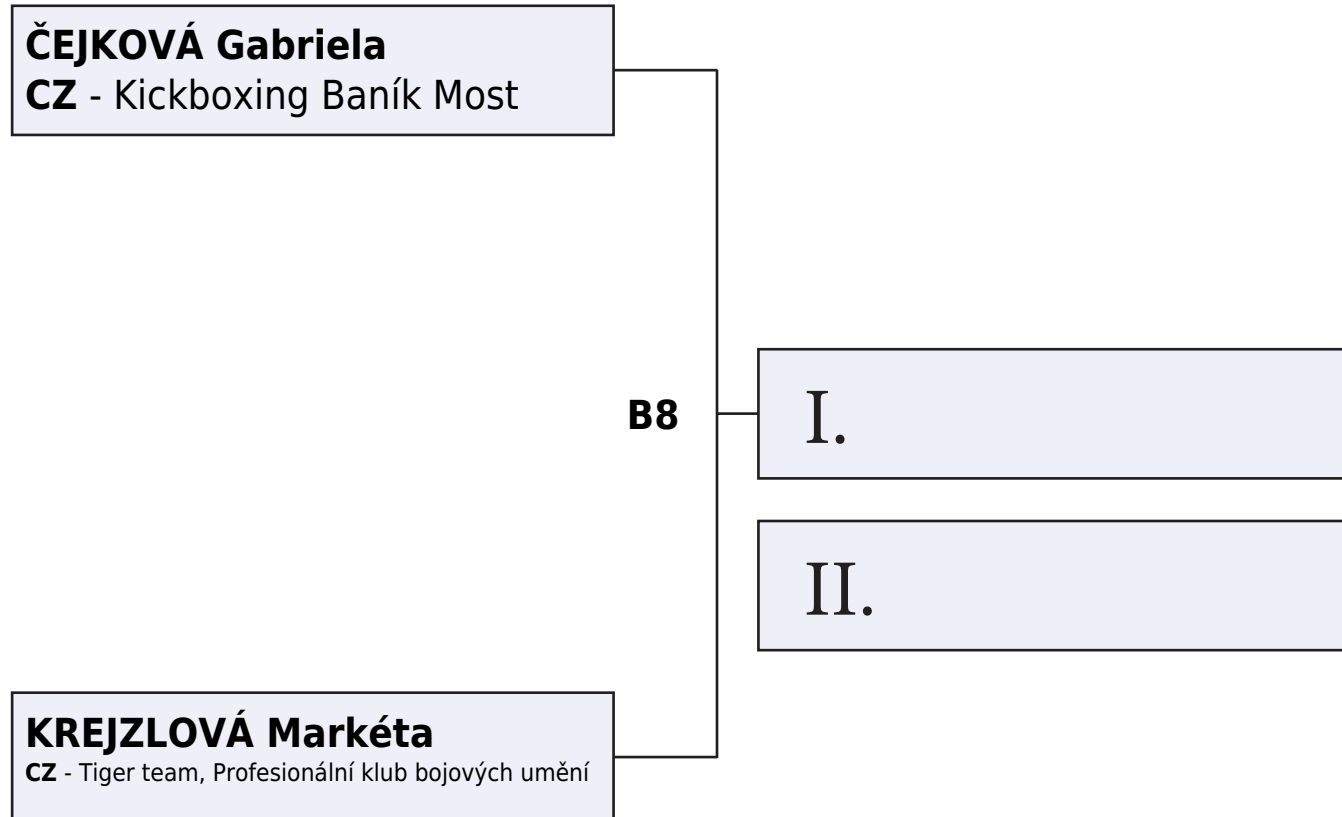 ČEJKOVÁ Gabriela
CZ - Kickboxing Baník Most
B8
I.
II.
KREJZLOVÁ Markéta
CZ - Tiger team, Profesionální klub bojových umění